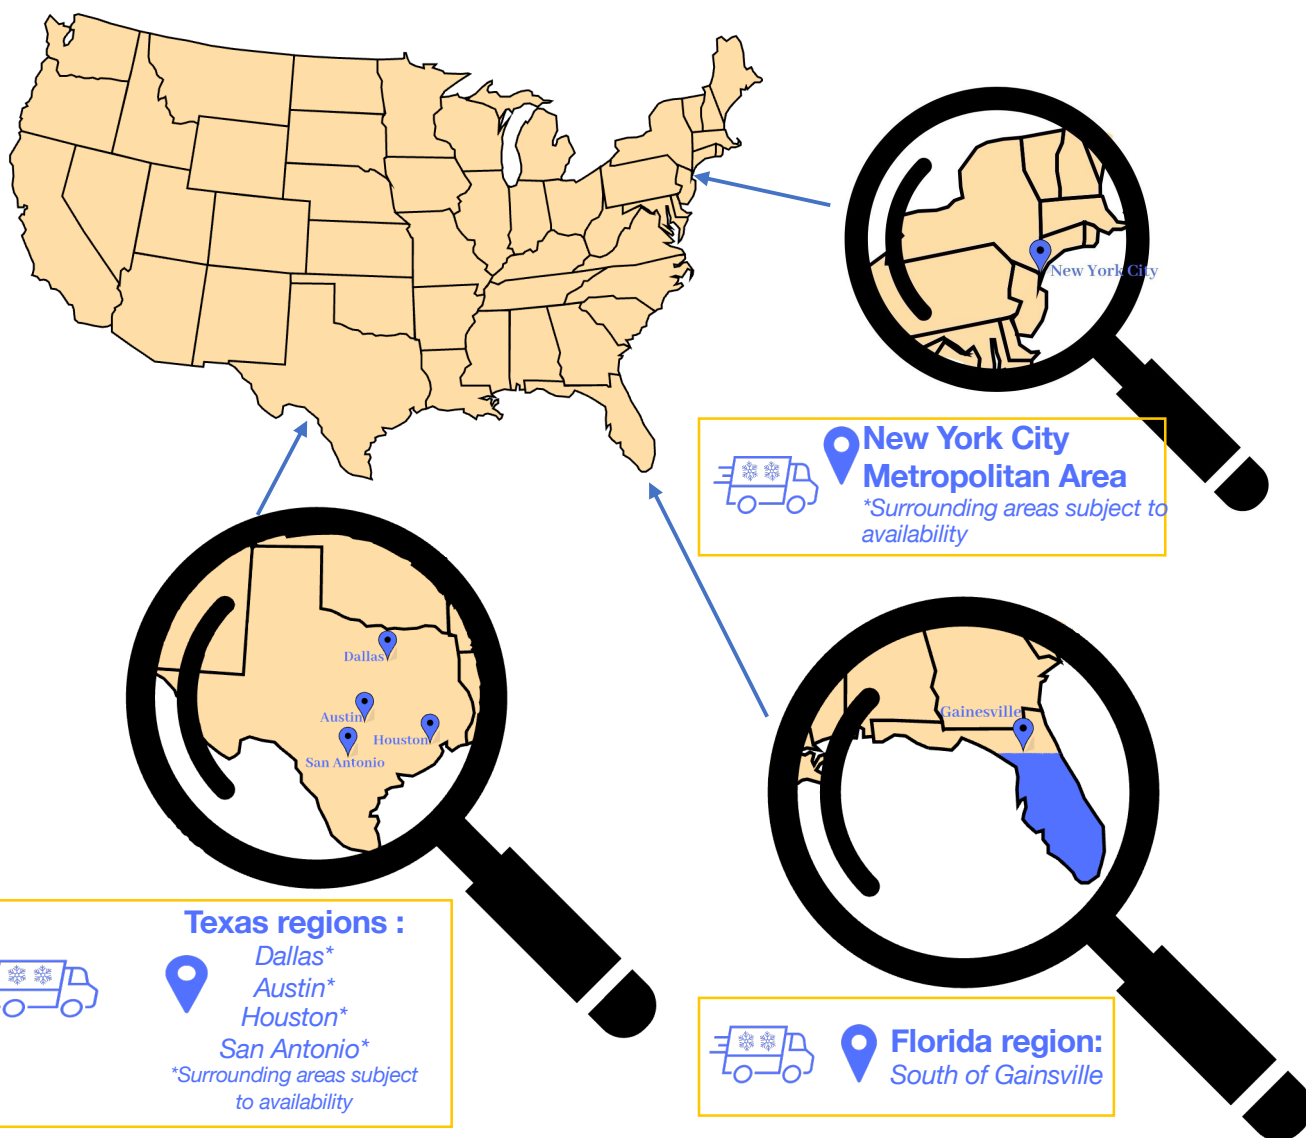 New York City
New York City
Metropolitan Area
*Surrounding areas subject to
availability
Dallas
Austin
Houston
San Antonio
Gainesville
Texas regions :
Dallas*
Austin*
Houston*
San Antonio*
*Surrounding areas subject
to availability
Florida region:
South of Gainsville